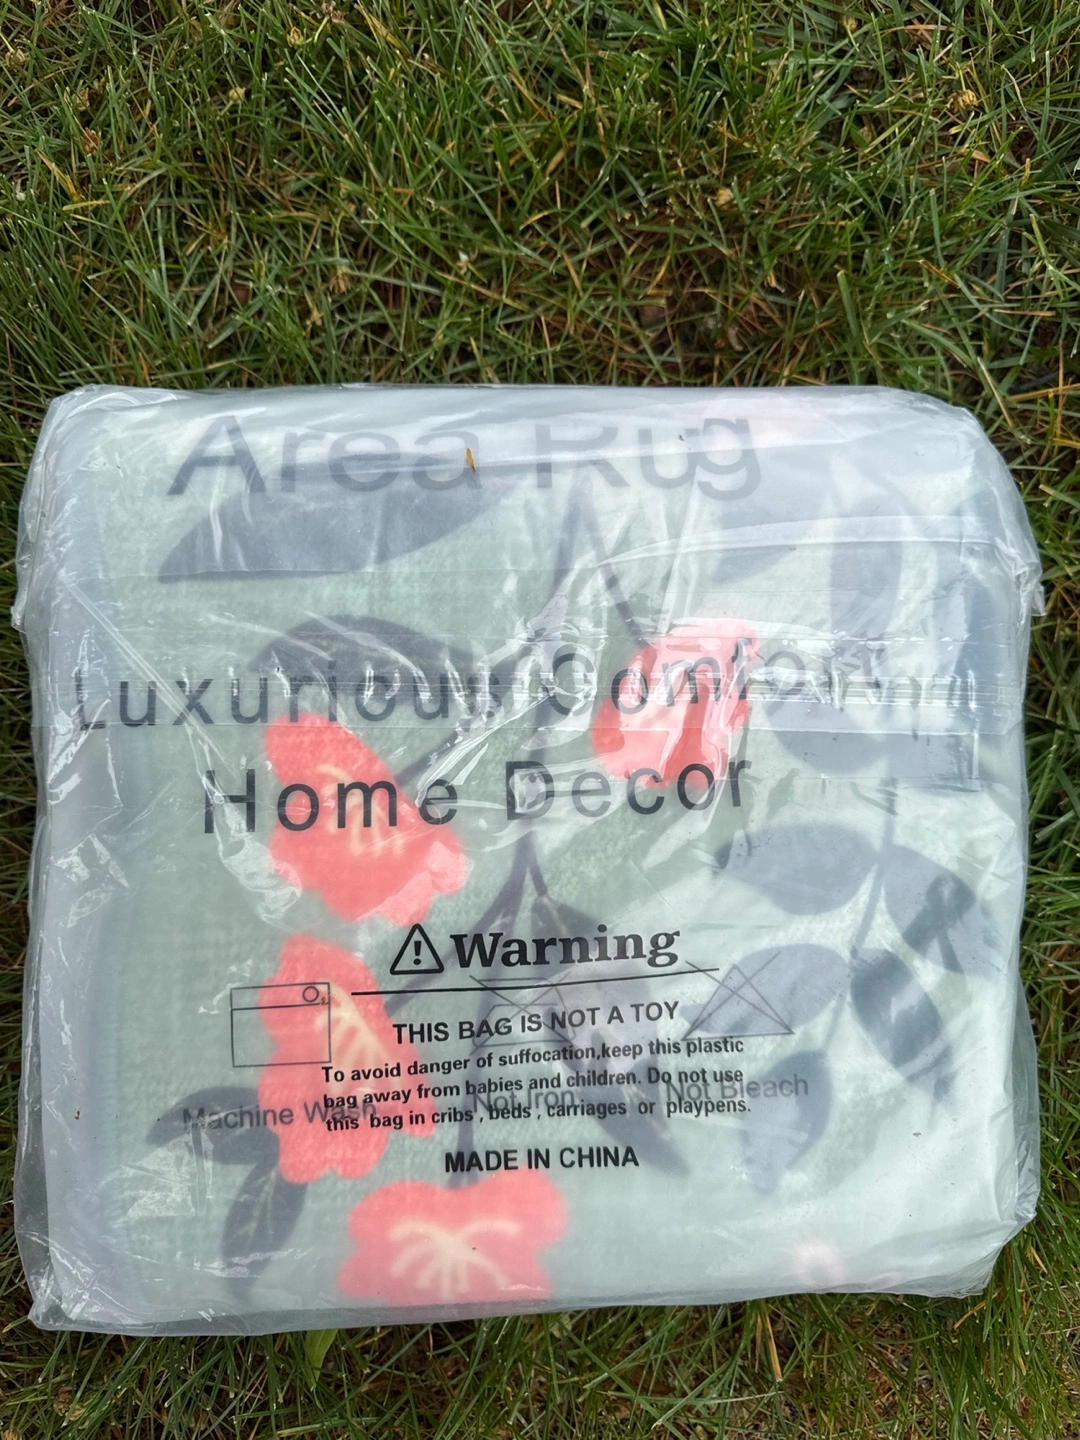 Area Rug
Luxurious Comfort
Home Decor
Warning
THIS BAG IS NOT A TOY
To avoid danger of suffocation,keep this plastic
bag away from babies and children. Do not use
this bag in cribs , beds , carriages or playpens.
Machine Wash
Not Iron
Not Bleach
MADE IN CHINA